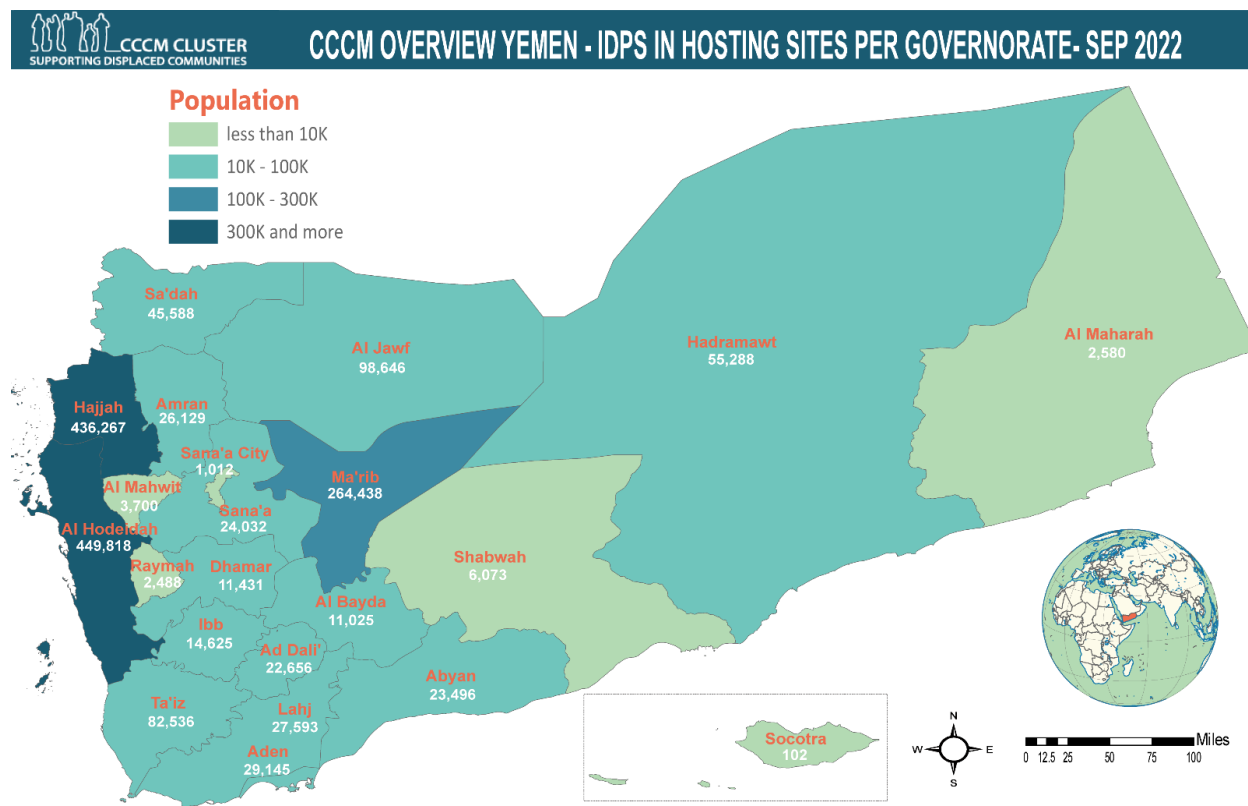 CCCM CLUSTER
SUPPORTING DISPLACED COMMUNITIES
CCCM OVERVIEW YEMEN - IDPS IN HOSTING SITES PER GOVERNORATE- SEP 2022
Population
less than 10K
10K - 100K
100K - 300K
300K and more
Sa'dah
45,588
Al Jawf
98,646
Hadramawt
55,288
Al Maharah
2,580
Hajjah
436,267
Amran
26,129
Sana'a City
1,012
Ma'rib
264,438
Al Mahwit
3,700
Sana'a
24,032
Al Hodeidah
449,818
Shabwah
6,073
Raymah
2,488
Dhamar
11,431
Al Bayda
11,025
Ibb
14,625
Ad Dali'
22,656
Abyan
23,496
Ta'iz
82,536
Lahj
27,593
Aden
29,145
Socotra
102
N
W
E
S
Miles
0 12.5 25 50 75 100